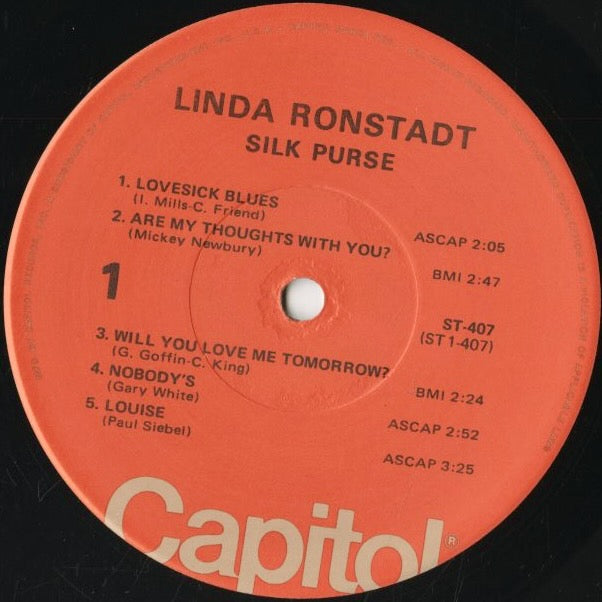 LINDA RONSTADT
SILK PURSE
1. LOVESICK BLUES
(I. Mills-C. Friend)
ASCAP 2:05
2. ARE MY THOUGHTS WITH YOU?
(Mickey Newbury)
BMI 2:47
1
ST-407
(ST 1-407)
3. WILL YOU LOVE ME TOMORROW?
(G. Goffin-C. King)
BMI 2:24
4. NOBODY'S
(Gary White)
ASCAP 2:52
5. LOUISE
(Paul Siebel)
ASCAP 3:25
Capitol®